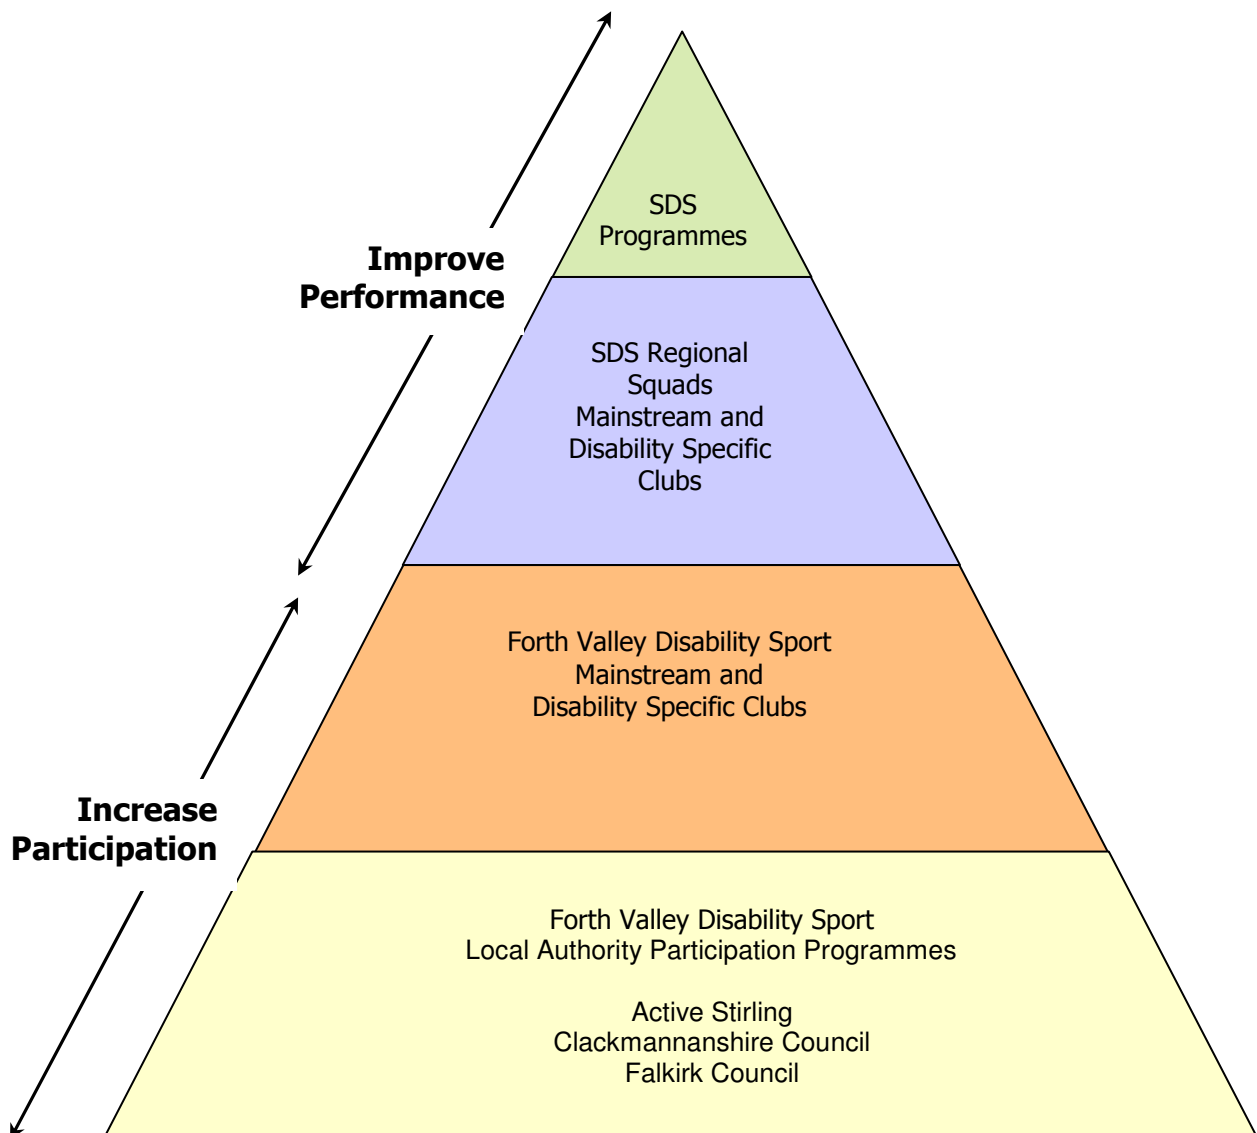 SDS
Programmes
Improve
Performance
SDS Regional
Squads
Mainstream and
Disability Specific
Clubs
Forth Valley Disability Sport
Mainstream and
Disability Specific Clubs
Increase
Participation
Forth Valley Disability Sport
Local Authority Participation Programmes
Active Stirling
Clackmannanshire Council
Falkirk Council